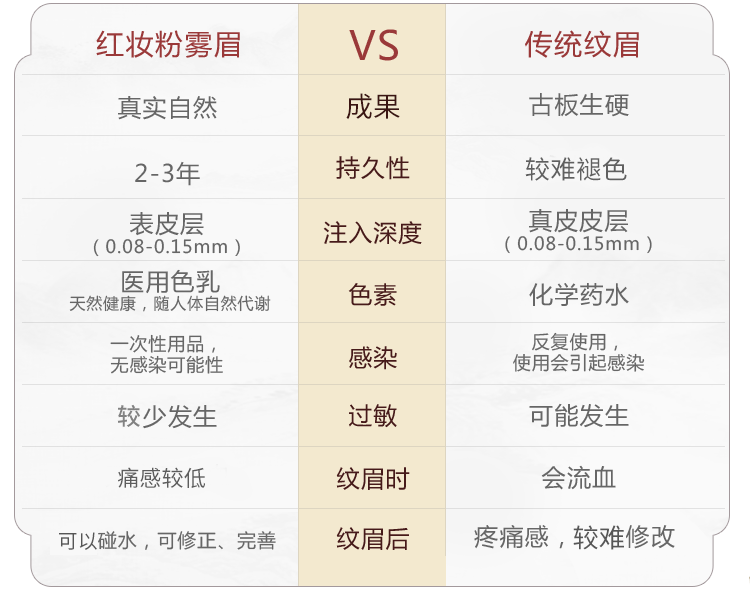 红妆粉雾眉 VS 传统纹眉
真实自然 成果 古板生硬
2-3年 持久性 较难褪色
表皮层 注入深度 真皮皮层
（0.08-0.15mm） （0.08-0.15mm）
医用色乳 色素 化学药水
天然健康，随人体自然代谢
一次性用品， 感染 反复使用，
无感染可能性 使用会引起感染
较少发生 过敏 可能发生
痛感较低 纹眉时 会流血
可以碰水，可修正、完善 纹眉后 疼痛感，较难修改